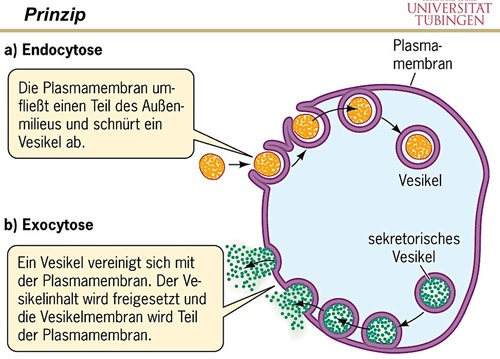 Prinzip
UNIVERSITÄT
TÜBINGEN
a) Endocytose
Plasma-
membran
Die Plasmamembran um-
fließt einen Teil des Außen-
milieus und schnürt ein
Vesikel ab.
Vesikel
b) Exocytose
sekretorisches
Vesikel
Ein Vesikel vereinigt sich mit
der Plasmamembran. Der Ve-
sikelinhalt wird freigesetzt und
die Vesikelmembran wird Teil
der Plasmamembran.